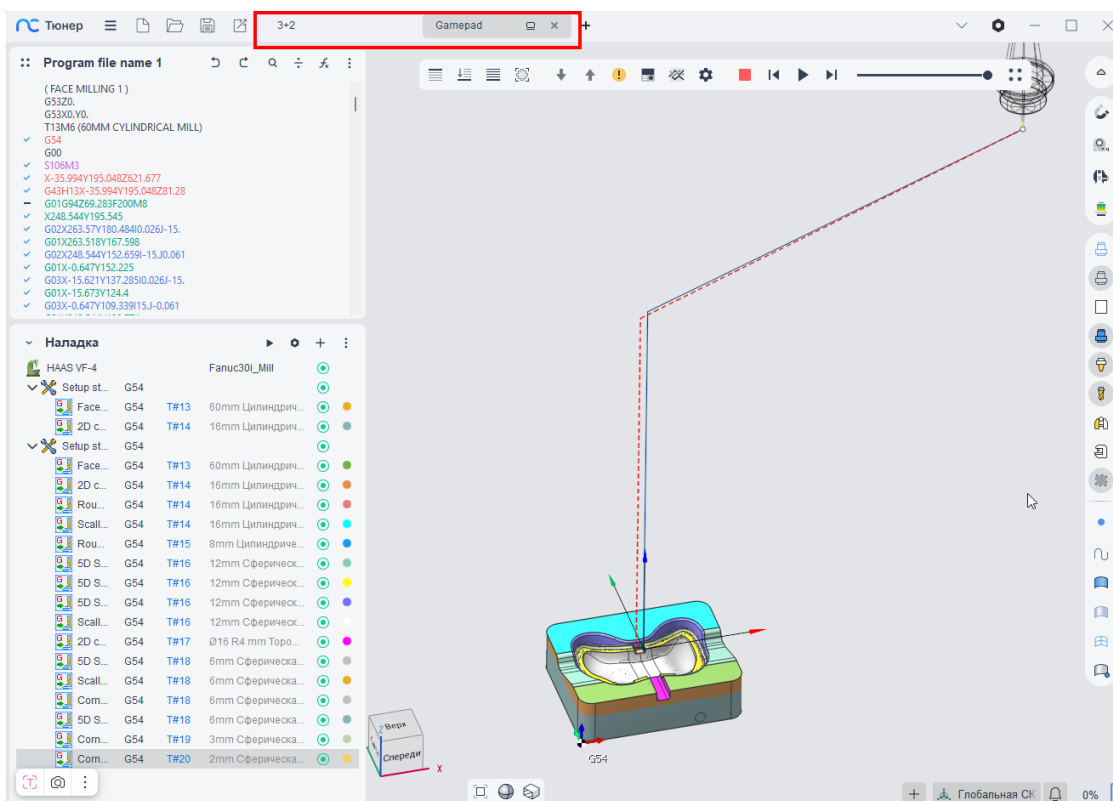 Тюнер
3+2
Gamepad
Program file name 1
( FACE MILLING 1 )
G53Z0.
G53X0.Y0.
T13M6 (60MM CYLINDRICAL MILL)
G54
G00
S106M3
X-35.994Y195.048Z621.677
G43H13X-35.994Y195.048Z81.28
G01G94Z69.283F200M8
X248.544Y195.545
G02X263.57Y180.484I0.026J-15.
G01X263.518Y167.598
G02X248.544Y152.659I-15.J0.061
G01X-0.647Y152.225
G03X-15.621Y137.285I0.026J-15.
G01X-15.673Y124.4
G03X-0.647Y109.339I15.J-0.061
Наладка
HAAS VF-4 Fanuc30i_Mill
Setup st... G54
Face... G54 T#13 60mm Цилиндрич...
2D c... G54 T#14 16mm Цилиндрич...
Setup st... G54
Face... G54 T#13 60mm Цилиндрич...
2D c... G54 T#14 16mm Цилиндрич...
Rou... G54 T#14 16mm Цилиндрич...
Scall... G54 T#14 16mm Цилиндрич...
Rou... G54 T#15 8mm Цилиндриче...
5D S... G54 T#16 12mm Сферическ...
5D S... G54 T#16 12mm Сферическ...
5D S... G54 T#16 12mm Сферическ...
Scall... G54 T#16 12mm Сферическ...
2D c... G54 T#17 Ø16 R4 mm Торо...
5D S... G54 T#18 6mm Сферическа...
Scall... G54 T#18 6mm Сферическа...
Corn... G54 T#18 6mm Сферическа...
5D S... G54 T#18 6mm Сферическа...
Corn... G54 T#19 3mm Сферическа...
Corn... G54 T#20 2mm Сферическа...
Z Верх
Спереди
X
G54
Глобальная СК
0%